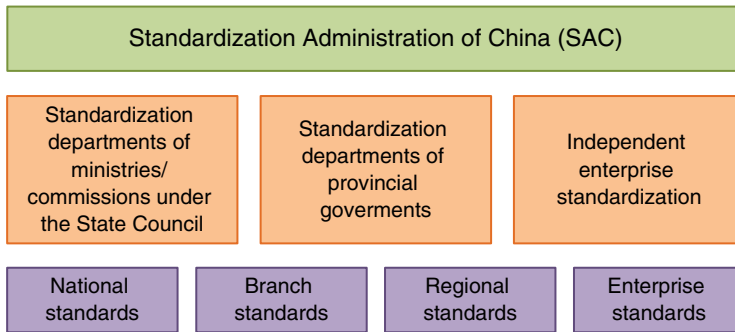 Standardization Administration of China (SAC)
Standardization
departments of
ministries/
commissions under
the State Council
Standardization
departments of
provincial
goverments
Independent
enterprise
standardization
National
standards
Branch
standards
Regional
standards
Enterprise
standards